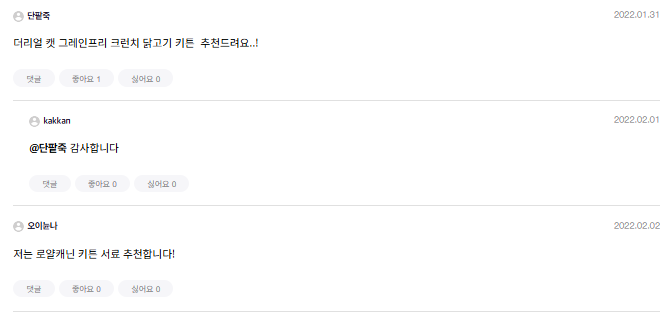 단팥죽 2022.01.31
더리얼 캣 그레인프리 크런치 닭고기 키튼 추천드려요..!
댓글 좋아요 1 싫어요 0
kakkan 2022.02.01
@단팥죽 감사합니다
댓글 좋아요 0 싫어요 0
오이눈나 2022.02.02
저는 로얄캐닌 키튼 서료 추천합니다!
댓글 좋아요 0 싫어요 0